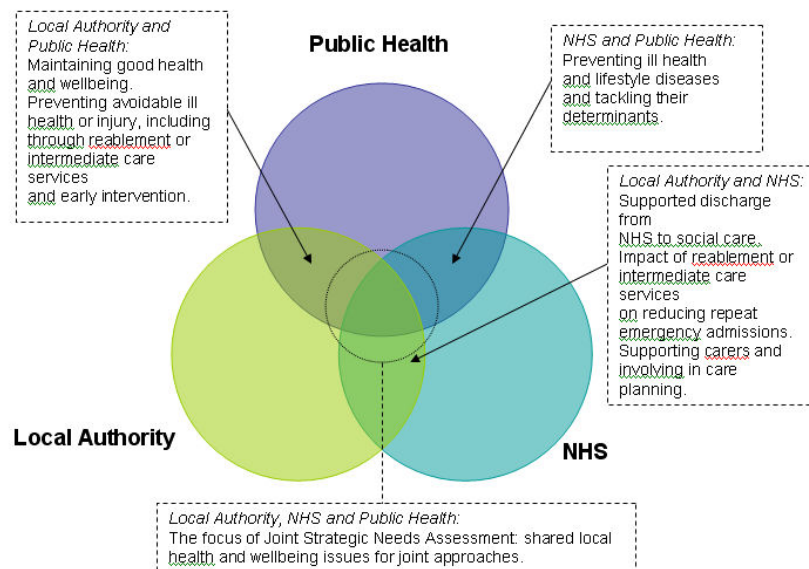 Local Authority and
Public Health:
Maintaining good health
and wellbeing.
Preventing avoidable ill
health or injury, including
through reablement or
intermediate care
services
and early intervention.
Public Health
NHS and Public Health:
Preventing ill health
and lifestyle diseases
and tackling their
determinants.
Local Authority and NHS:
Supported discharge
from
NHS to social care.
Impact of reablement or
intermediate care
services
on reducing repeat
emergency admissions.
Supporting carers and
involving in care
planning.
Local Authority
NHS
Local Authority, NHS and Public Health:
The focus of Joint Strategic Needs Assessment: shared local
health and wellbeing issues for joint approaches.